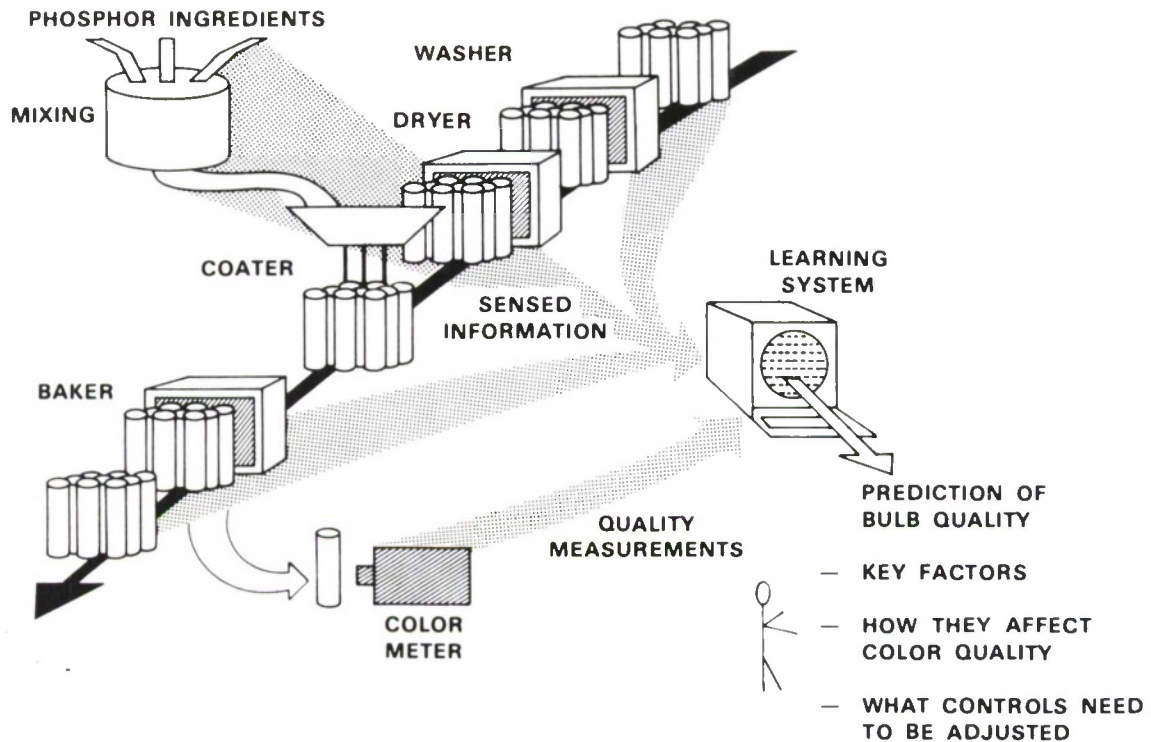 PHOSPHOR INGREDIENTS
MIXING
WASHER
DRYER
COATER
SENSED
INFORMATION
LEARNING
SYSTEM
BAKER
QUALITY
MEASUREMENTS
COLOR
METER
PREDICTION OF
BULB QUALITY
— KEY FACTORS
— HOW THEY AFFECT
COLOR QUALITY
— WHAT CONTROLS NEED
TO BE ADJUSTED